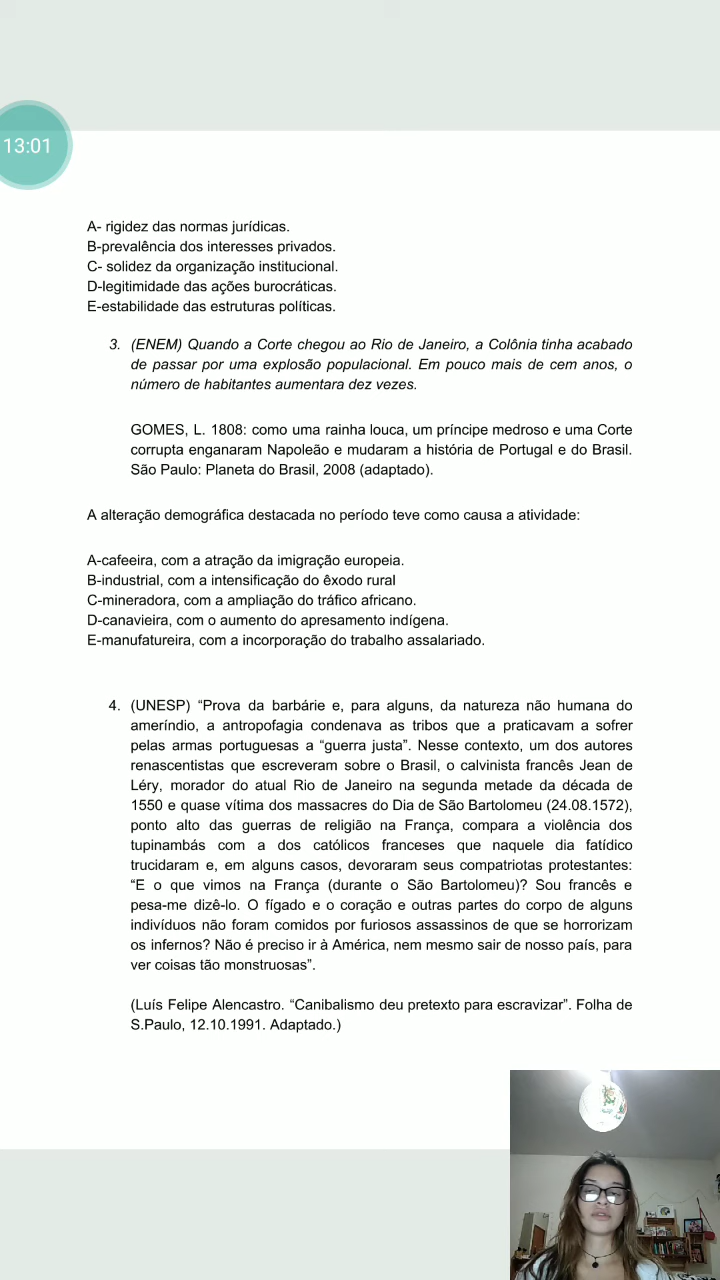 13:01
A- rigidez das normas jurídicas.
B-prevalência dos interesses privados.
C- solidez da organização institucional.
D-legitimidade das ações burocráticas.
E-estabilidade das estruturas políticas.
3. (ENEM) Quando a Corte chegou ao Rio de Janeiro, a Colônia tinha acabado
de passar por uma explosão populacional. Em pouco mais de cem anos, o
número de habitantes aumentara dez vezes.
GOMES, L. 1808: como uma rainha louca, um príncipe medroso e uma Corte
corrupta enganaram Napoleão e mudaram a história de Portugal e do Brasil.
São Paulo: Planeta do Brasil, 2008 (adaptado).
A alteração demográfica destacada no período teve como causa a atividade:
A-cafeeira, com a atração da imigração europeia.
B-industrial, com a intensificação do êxodo rural
C-mineradora, com a ampliação do tráfico africano.
D-canavieira, com o aumento do apresamento indígena.
E-manufatureira, com a incorporação do trabalho assalariado.
4. (UNESP) “Prova da barbárie e, para alguns, da natureza não humana do
ameríndio, a antropofagia condenava as tribos que a praticavam a sofrer
pelas armas portuguesas a “guerra justa”. Nesse contexto, um dos autores
renascentistas que escreveram sobre o Brasil, o calvinista francês Jean de
Léry, morador do atual Rio de Janeiro na segunda metade da década de
1550 e quase vítima dos massacres do Dia de São Bartolomeu (24.08.1572),
ponto alto das guerras de religião na França, compara a violência dos
tupinambás com a dos católicos franceses que naquele dia fatídico
trucidaram e, em alguns casos, devoraram seus compatriotas protestantes:
“E o que vimos na França (durante o São Bartolomeu)? Sou francês e
pesa-me dizê-lo. O fígado e o coração e outras partes do corpo de alguns
indivíduos não foram comidos por furiosos assassinos de que se horrorizam
os infernos? Não é preciso ir à América, nem mesmo sair de nosso país, para
ver coisas tão monstruosas”.
(Luís Felipe Alencastro. “Canibalismo deu pretexto para escravizar”. Folha de
S.Paulo, 12.10.1991. Adaptado.)